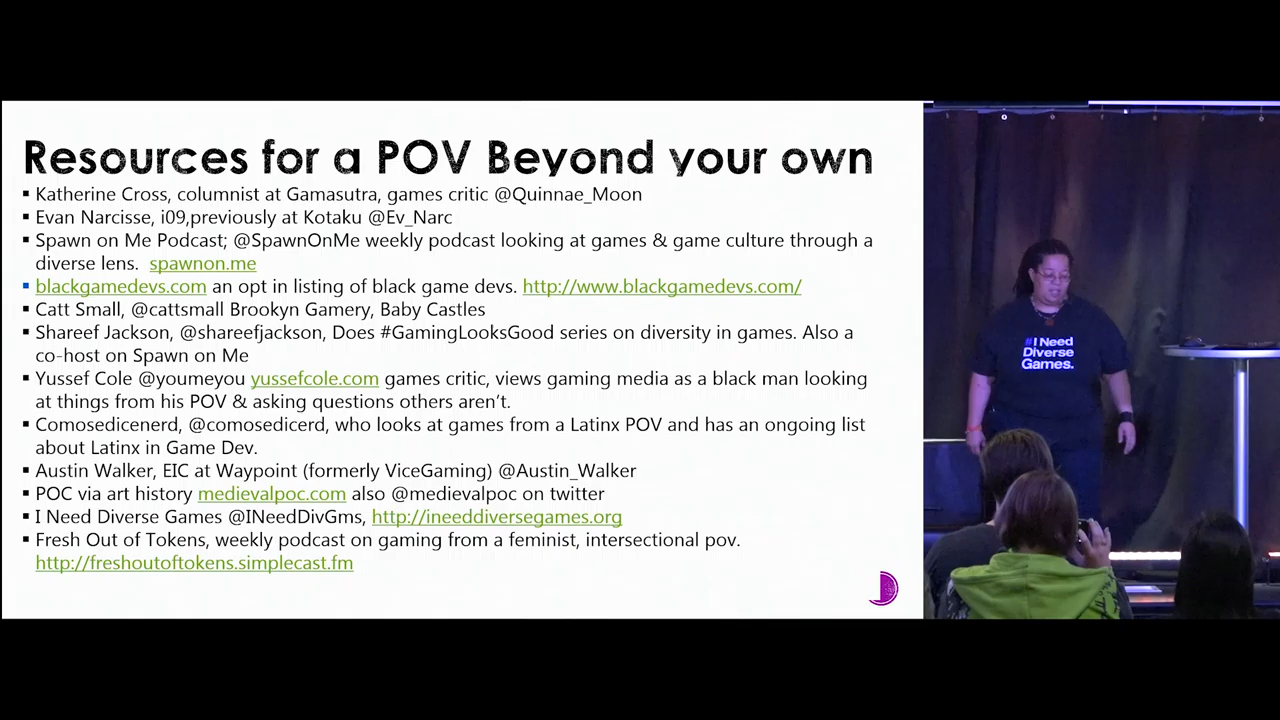 Resources for a POV Beyond your own
▪ Katherine Cross, columnist at Gamasutra, games critic @Quinnae_Moon
▪ Evan Narcisse, i09,previously at Kotaku @Ev_Narc
▪ Spawn on Me Podcast; @SpawnOnMe weekly podcast looking at games & game culture through a
diverse lens. spawnon.me
▪ blackgamedevs.com an opt in listing of black game devs. http://www.blackgamedevs.com/
▪ Catt Small, @cattsmall Brookyn Gamery, Baby Castles
▪ Shareef Jackson, @shareefjackson, Does #GamingLooksGood series on diversity in games. Also a
co-host on Spawn on Me
▪ Yussef Cole @youmeyou yussefcole.com games critic, views gaming media as a black man looking
at things from his POV & asking questions others aren't.
▪ Comosedicenerd, @comosedicerd, who looks at games from a Latinx POV and has an ongoing list
about Latinx in Game Dev.
▪ Austin Walker, EIC at Waypoint (formerly ViceGaming) @Austin_Walker
▪ POC via art history medievalpoc.com also @medievalpoc on twitter
▪ I Need Diverse Games @INeedDivGms, http://ineeddiversegames.org
▪ Fresh Out of Tokens, weekly podcast on gaming from a feminist, intersectional pov.
http://freshoutoftokens.simplecast.fm
#I Need
Diverse
Games.